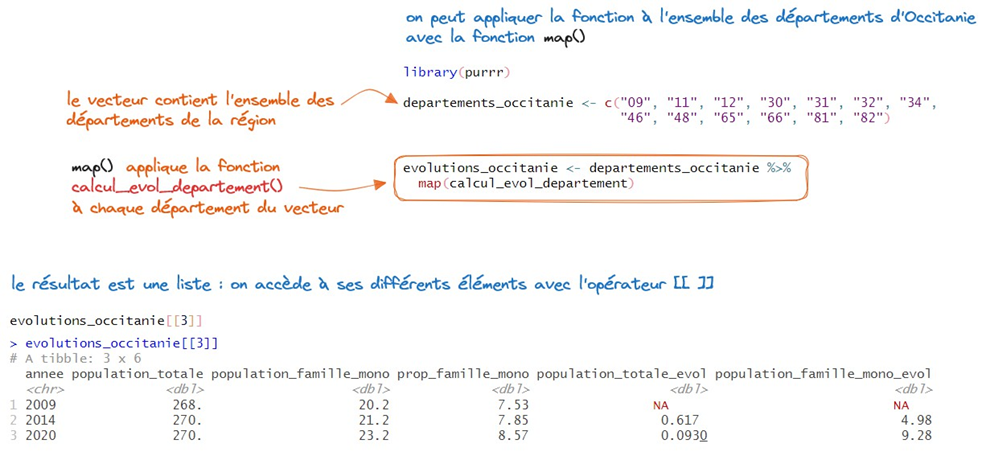 on peut appliquer la fonction à l'ensemble des départements d'Occitanie
avec la fonction map()
library(purrr)
le vecteur contient l'ensemble des
départements de la région
departements_occitanie <- c("09", "11", "12", "30", "31", "32", "34",
"46", "48", "65", "66", "81", "82")
map() applique la fonction
calcul_evol_departement()
à chaque département du vecteur
evolutions_occitanie <- departements_occitanie %>%
map(calcul_evol_departement)
le résultat est une liste : on accède à ses différents éléments avec l'opérateur [[ ]]
evolutions_occitanie[[3]]
> evolutions_occitanie[[3]]
# A tibble: 3 x 6
annee population_totale population_famille_mono prop_famille_mono population_totale_evol population_famille_mono_evol
<chr> <dbl> <dbl> <dbl> <dbl> <dbl>
1 2009 268. 20.2 7.53 NA NA
2 2014 270. 21.2 7.85 0.617 4.98
3 2020 270. 23.2 8.57 0.0930 9.28